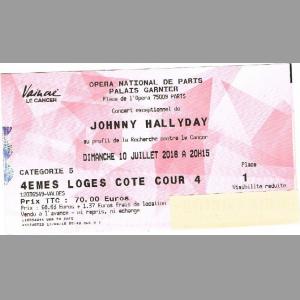 Vaincre
LE CANCER
OPERA NATIONAL DE PARIS
PALAIS GARNIER
Place de l'Opera 75009 PARIS
Concert exceptionnel de
JOHNNY HALLYDAY
au profit de la Recherche contre le Cancer
DIMANCHE 10 JUILLET 2016 A 20H15
CATEGORIE 5
Place
4EMES LOGES COTE COUR 4
1
Visibilité reduite
Prix TTC : 70.00 Euros
Prix : 68.63 Euros + 1.37 Euros frais de location
Vendu a l'avance - ni repris, ni echange